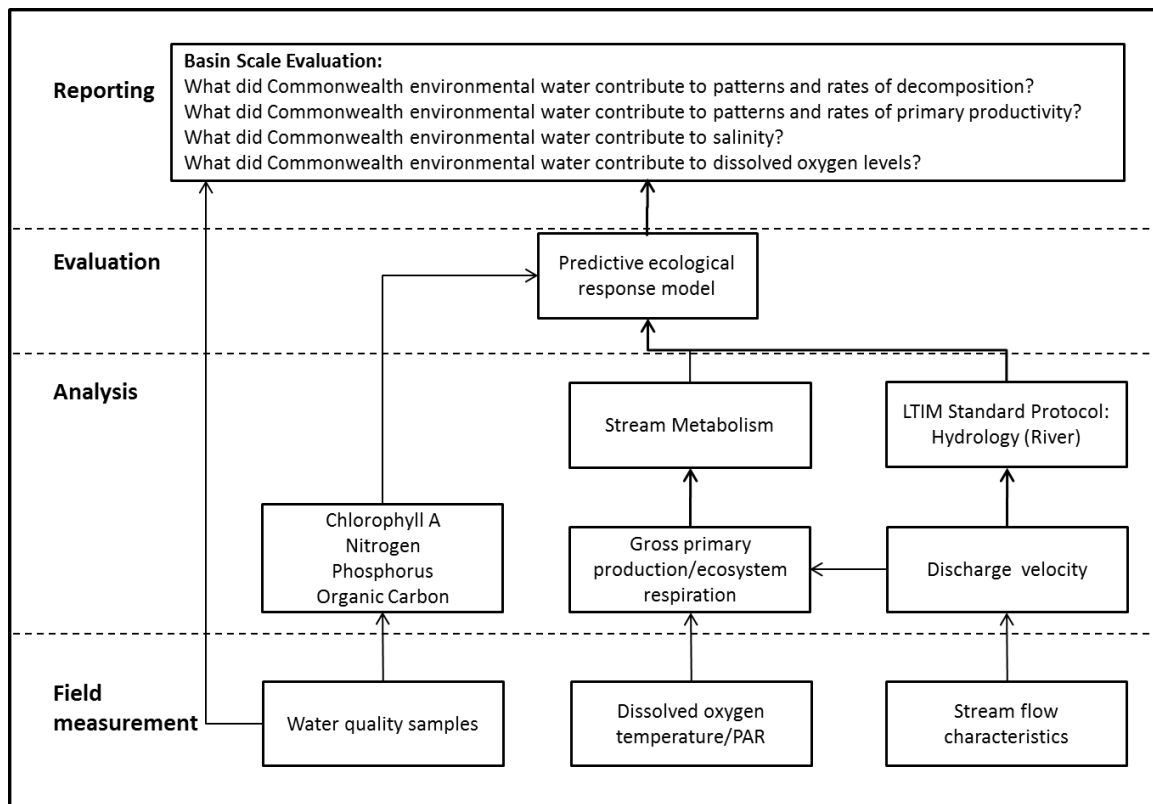 Reporting
Basin Scale Evaluation:
What did Commonwealth environmental water contribute to patterns and rates of decomposition?
What did Commonwealth environmental water contribute to patterns and rates of primary productivity?
What did Commonwealth environmental water contribute to salinity?
What did Commonwealth environmental water contribute to dissolved oxygen levels?
Evaluation
Predictive ecological
response model
Analysis
Stream Metabolism
LTIM Standard Protocol:
Hydrology (River)
Chlorophyll A
Nitrogen
Phosphorus
Organic Carbon
Gross primary
production/ecosystem
respiration
Discharge velocity
Field
measurement
Water quality samples
Dissolved oxygen
temperature/PAR
Stream flow
characteristics